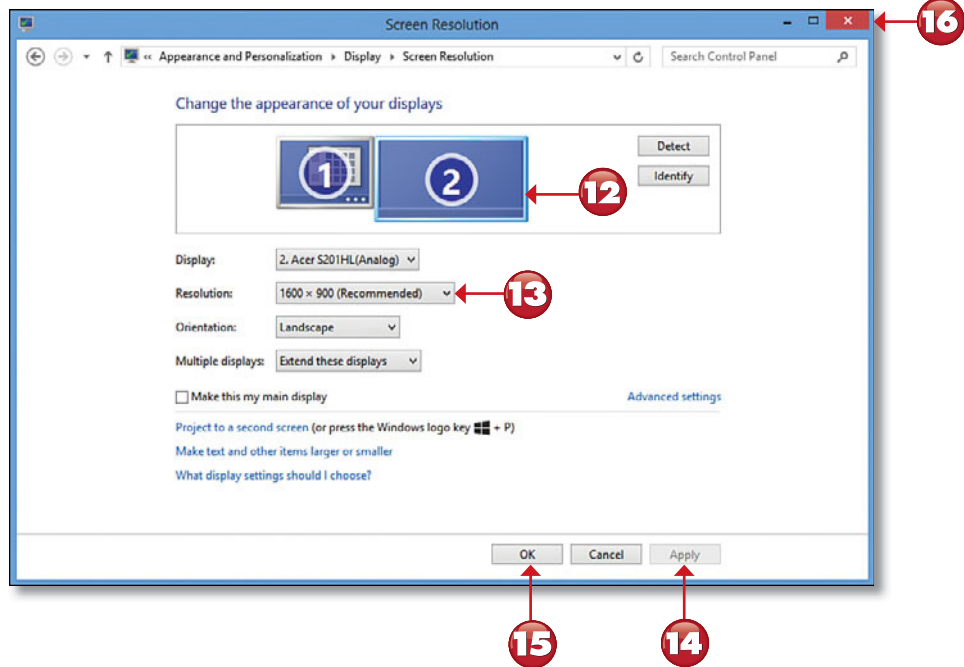 Screen Resolution
16
« Appearance and Personalization Display Screen Resolution Search Control Panel
Change the appearance of your displays
1 2
Detect
Identify
12
Display: 2. Acer S201HL(Analog)
Resolution: 1600 × 900 (Recommended)
13
Orientation: Landscape
Multiple displays: Extend these displays
Make this my main display Advanced settings
Project to a second screen (or press the Windows logo key + P)
Make text and other items larger or smaller
What display settings should I choose?
OK Cancel Apply
15 14